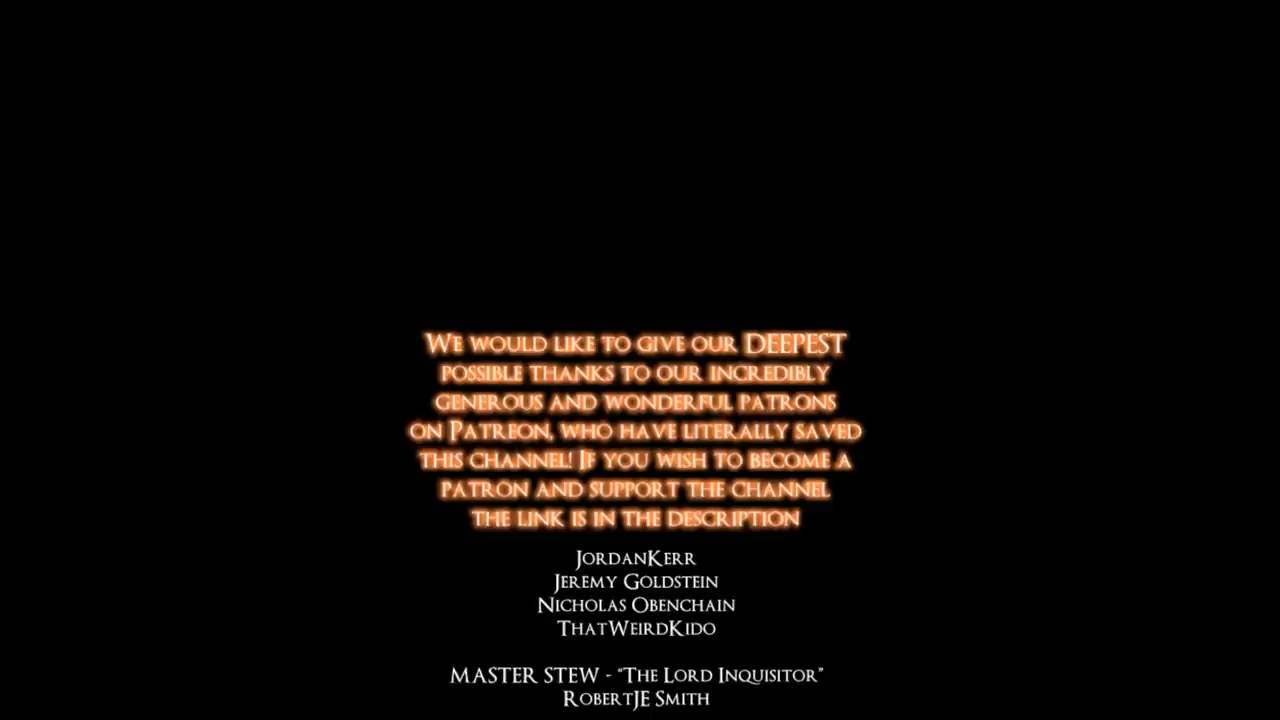 We would like to give our DEEPEST
possible thanks to our incredibly
generous and wonderful patrons
on Patreon, who have literally saved
this channel! If you wish to become a
patron and support the channel
the link is in the description
JordanKerr
Jeremy Goldstein
Nicholas Obenchain
ThatWeirdKido
MASTER STEW - "The Lord Inquisitor"
RobertJE Smith